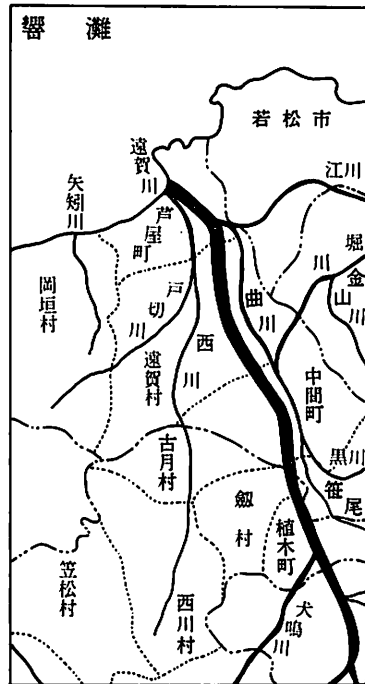 響灘
若松市
遠賀川
江川
矢矧川
芦屋町
堀川
金山川
岡垣村
戸切川
曲川
西川
遠賀村
中間町
古月村
黒川
笹尾
劔村
植木町
笠松村
西川村
犬鳴川